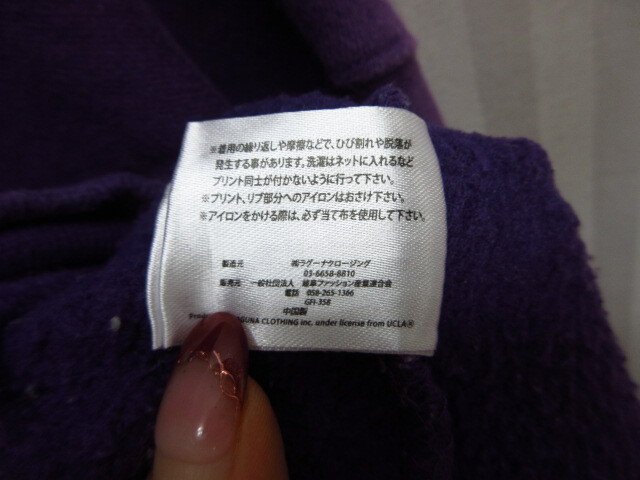 ※着用の繰り返しや摩擦などで、ひび割れや脱落が
発生する事があります。洗濯はネットに入れるなど
プリント同士が付かないように行って下さい。
※プリント、リブ部分へのアイロンはおさけ下さい。
※アイロンをかける際は、必ず当て布を使用して下さい。
製造元 ㈲ラグーナクロージング
03-6658-8810
販売元 一般社団法人 岐阜ファッション産業連合会
電話 058-265-1386
GFI-358
中国製
CLOTHING inc. under license from UCLA®